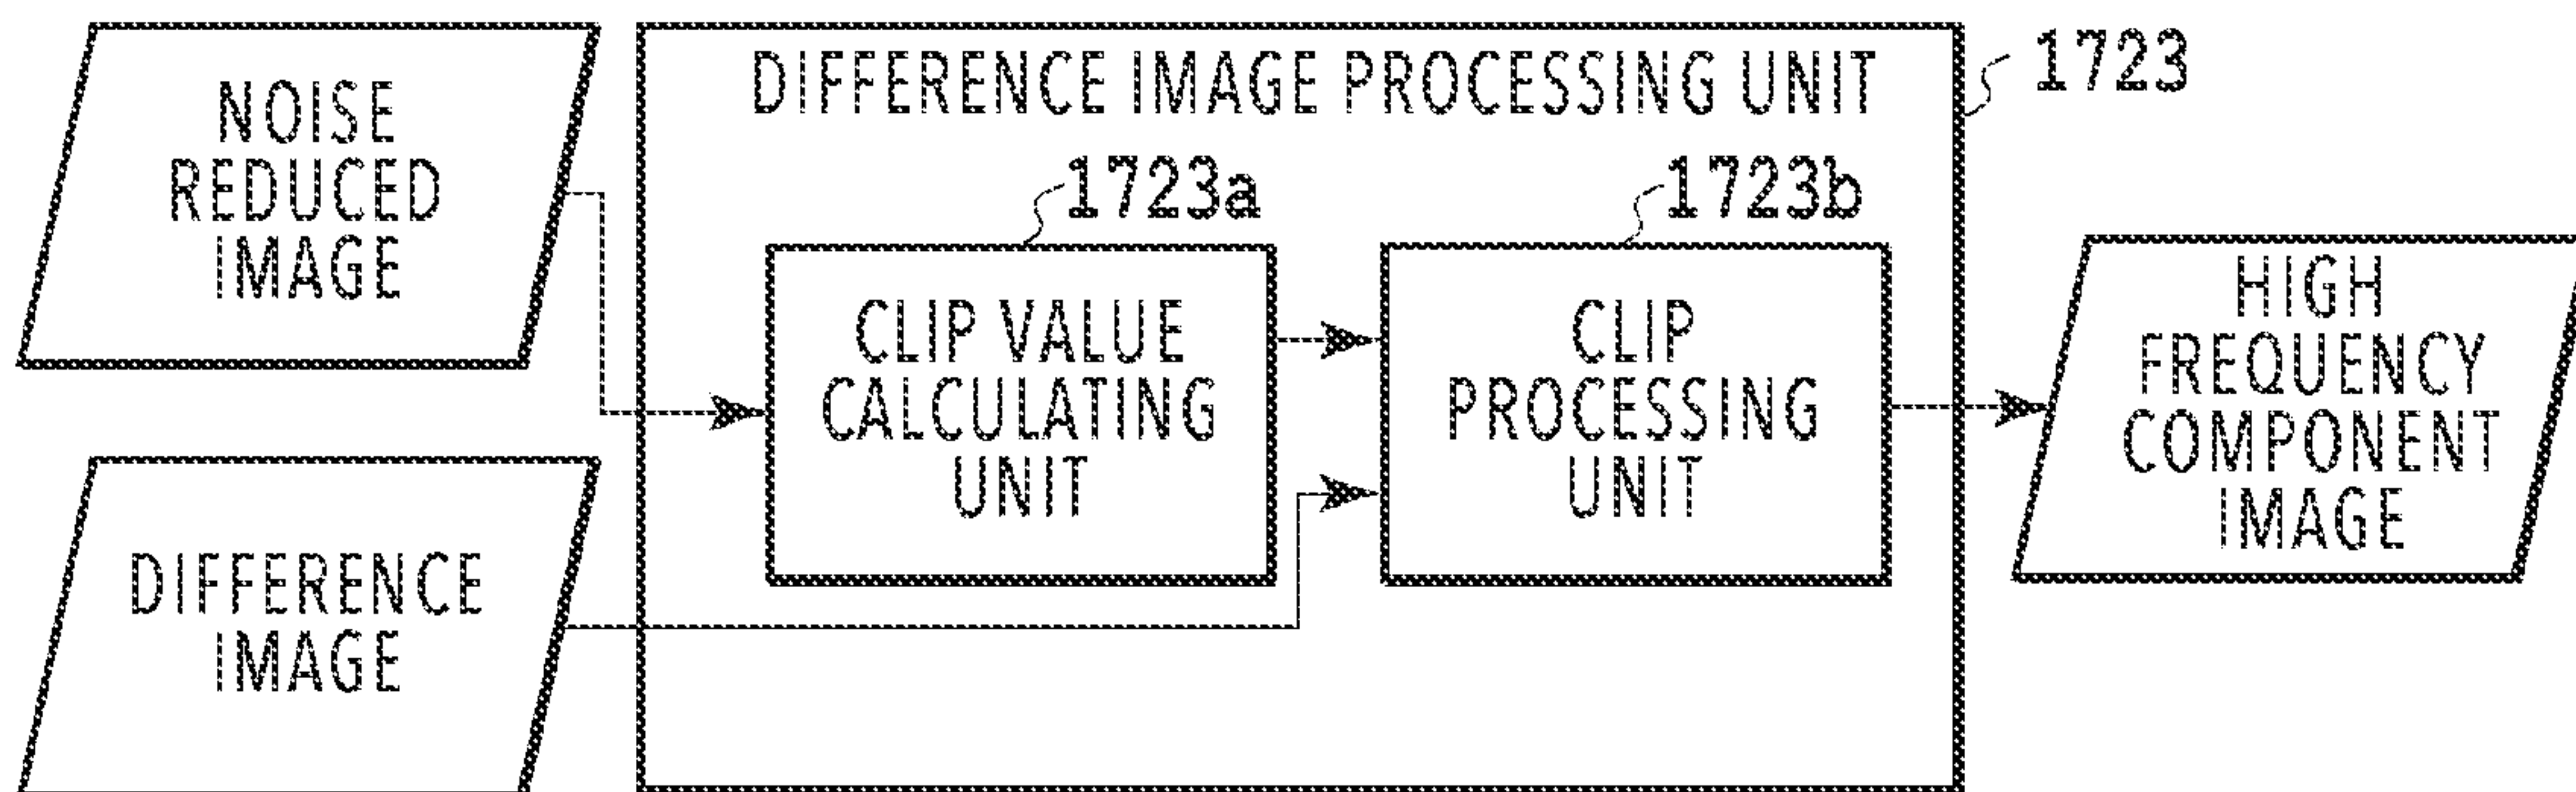 NOISE
REDUCED
IMAGE
DIFFERENCE
IMAGE
DIFFERENCE IMAGE PROCESSING UNIT
1723
1723a
CLIP VALUE
CALCULATING
UNIT
1723b
CLIP
PROCESSING
UNIT
HIGH
FREQUENCY
COMPONENT
IMAGE